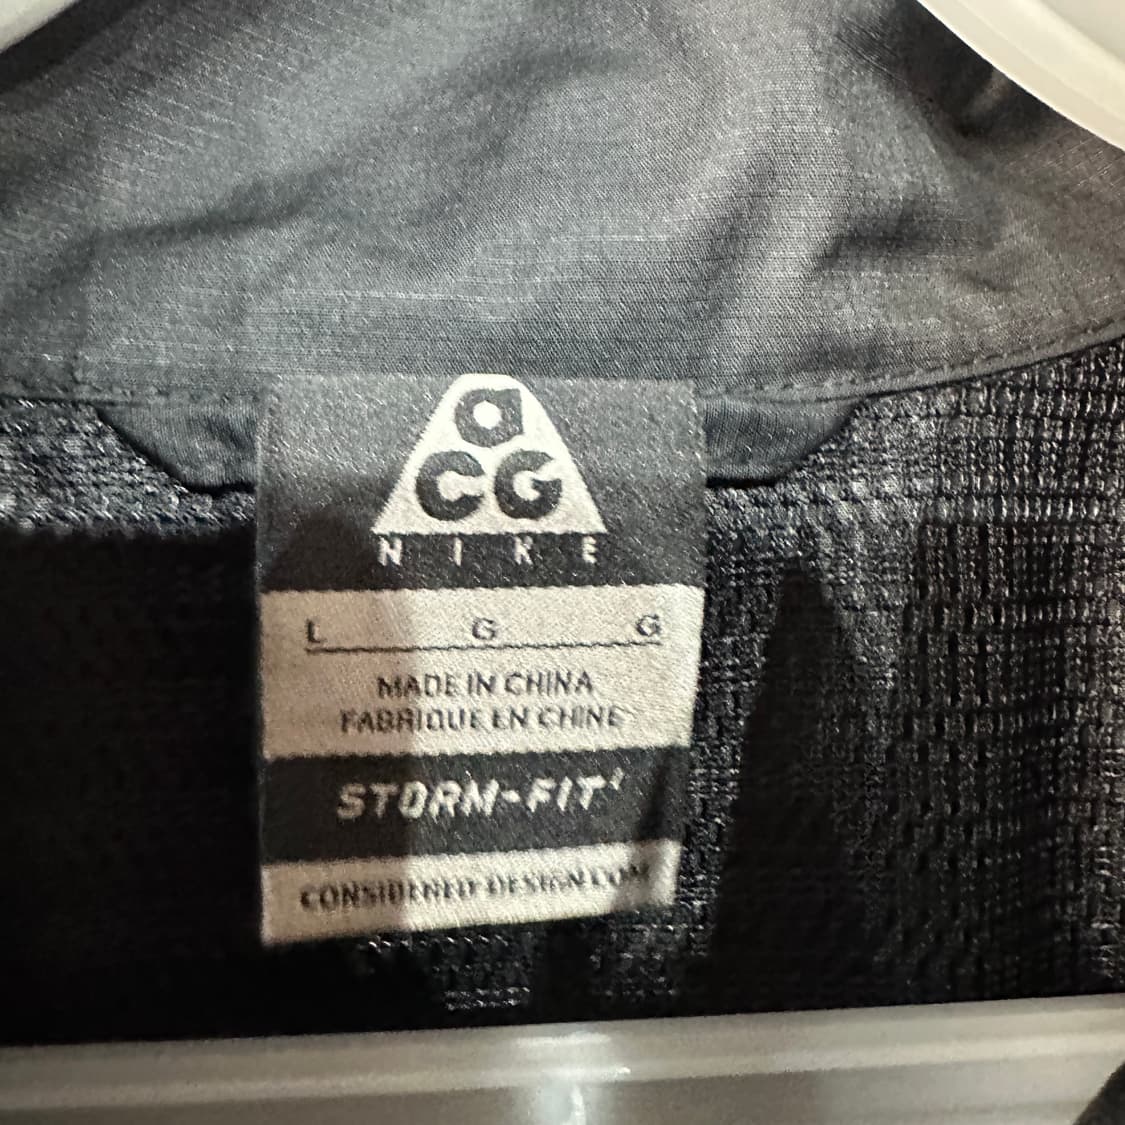 aCG
NIKE
L G G
MADE IN CHINA
FABRIQUE EN CHINE
STORM-FIT
CONSIDERED DESIGN.COM